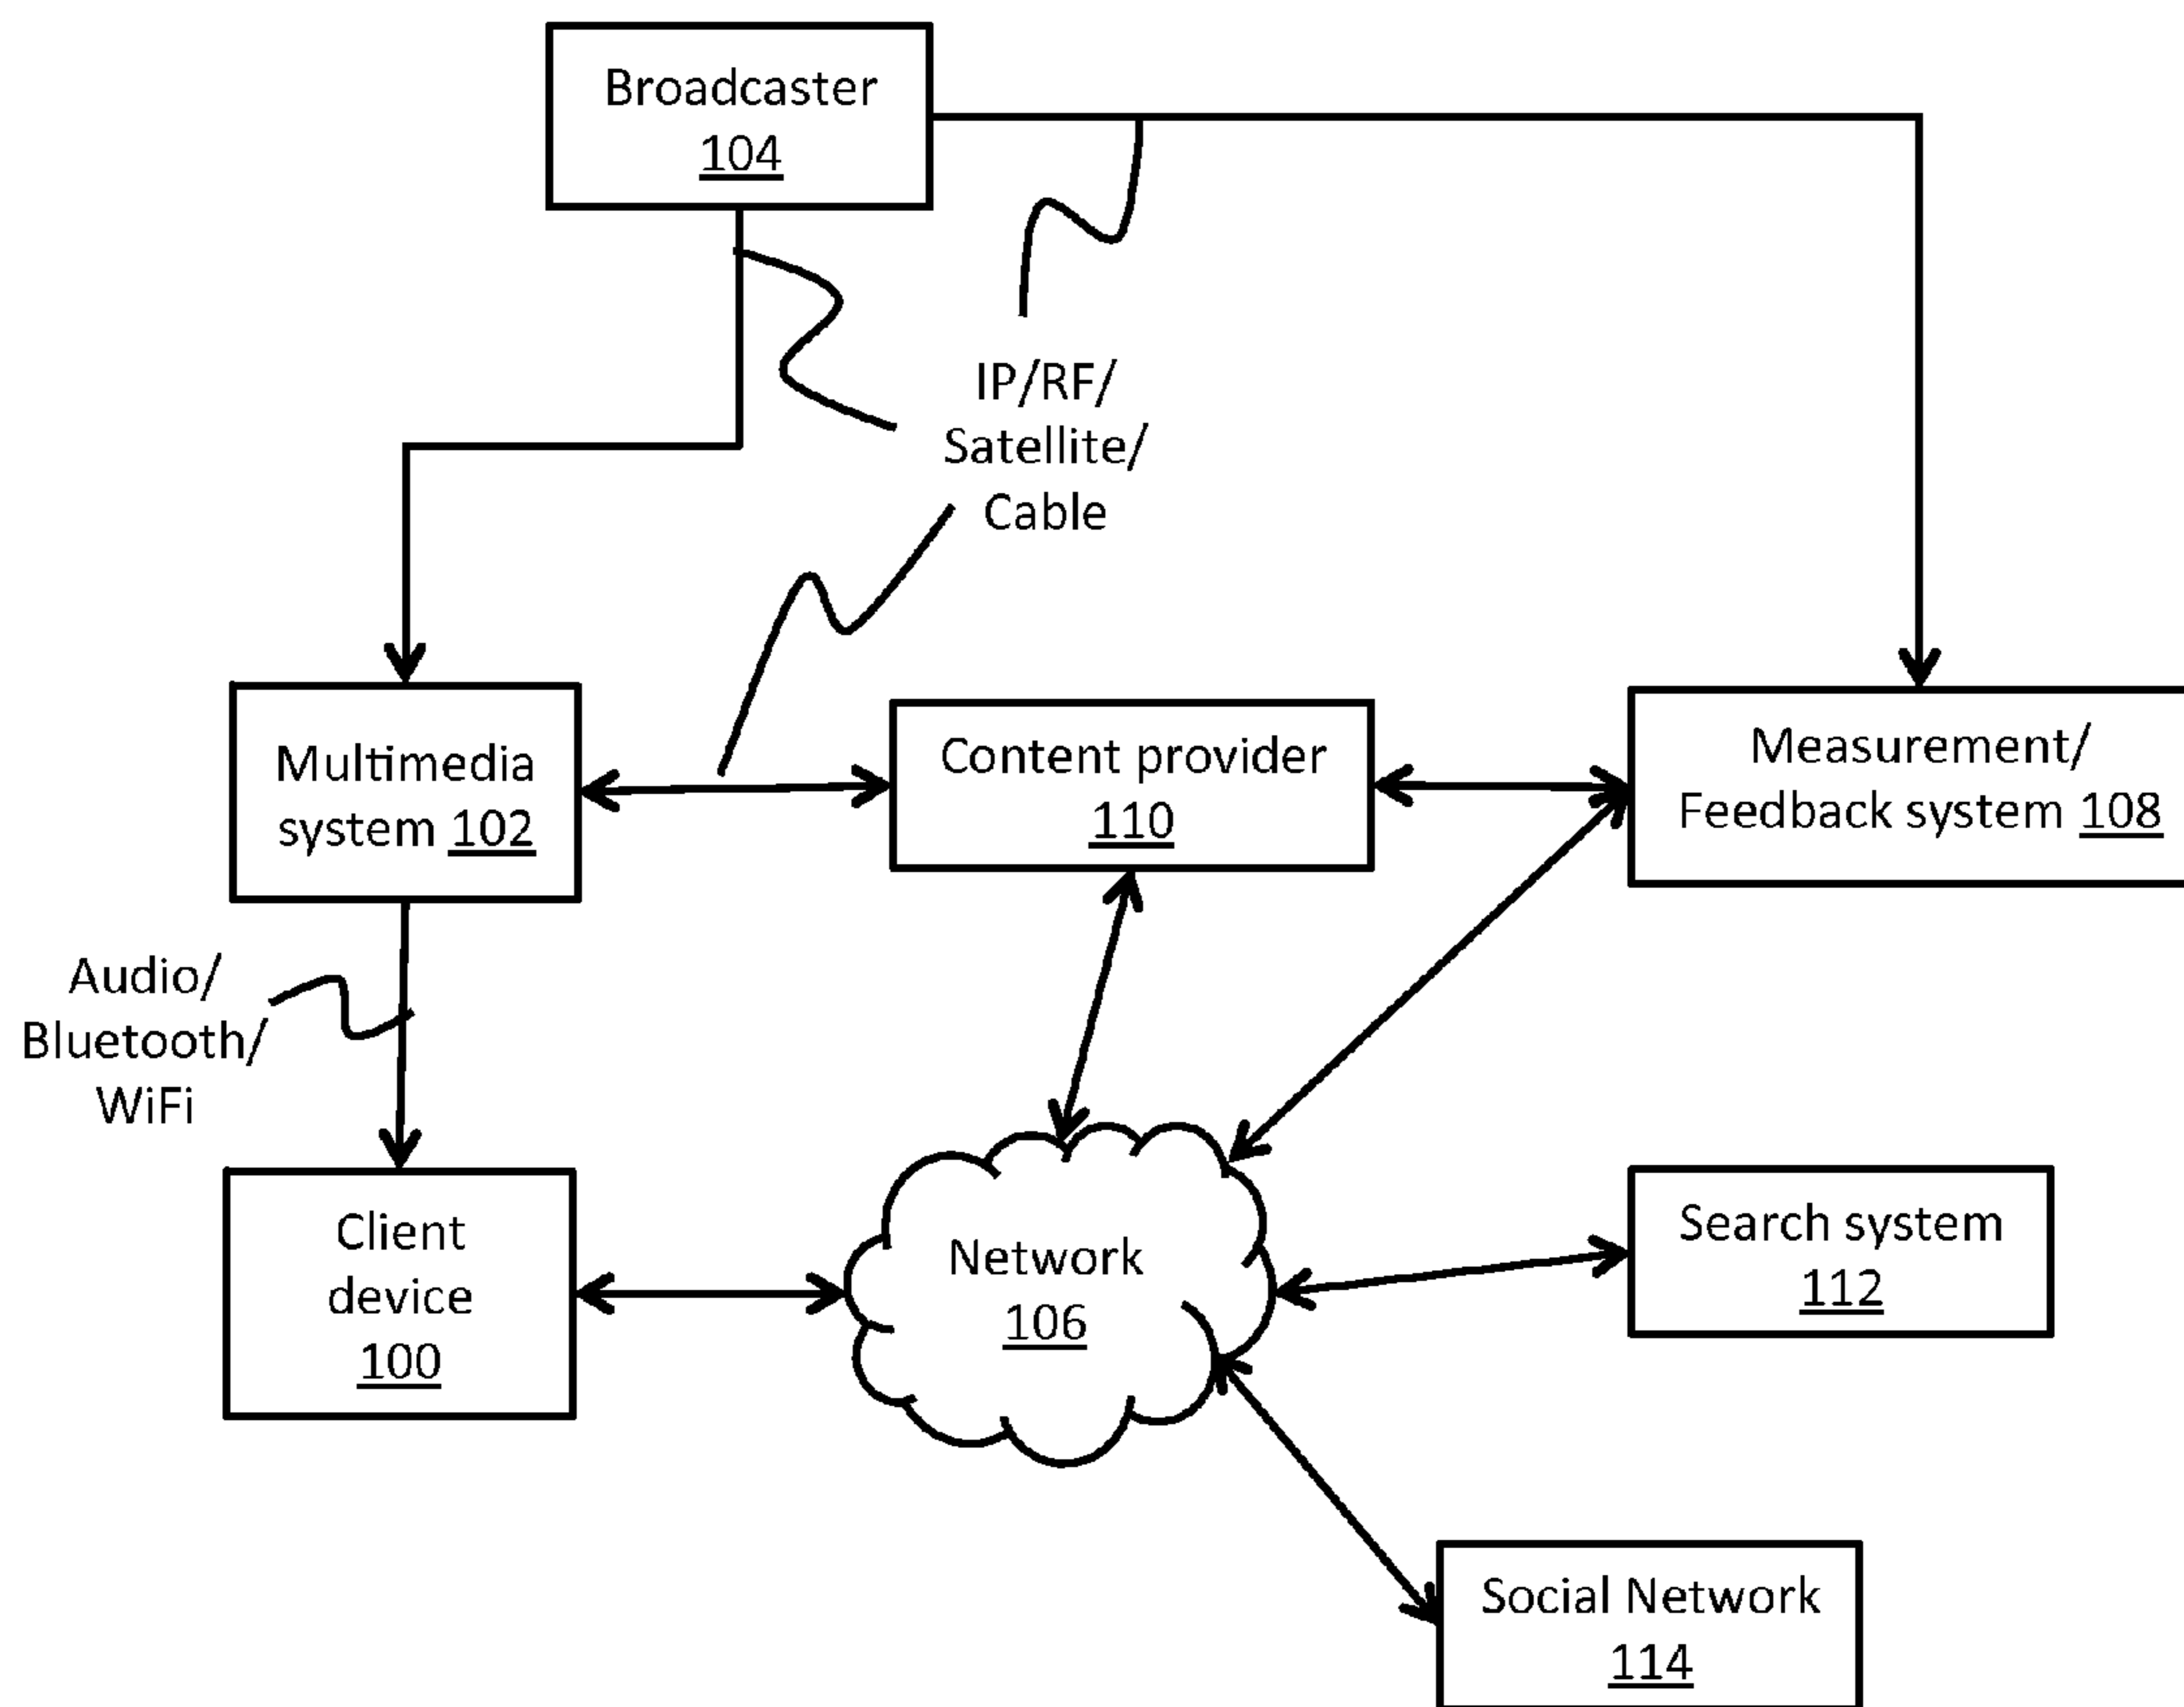 Broadcaster
104
IP/RF/
Satellite/
Cable
Multimedia
system 102
Content provider
110
Measurement/
Feedback system 108
Audio/
Bluetooth/
WiFi
Client
device
100
Network
106
Search system
112
Social Network
114